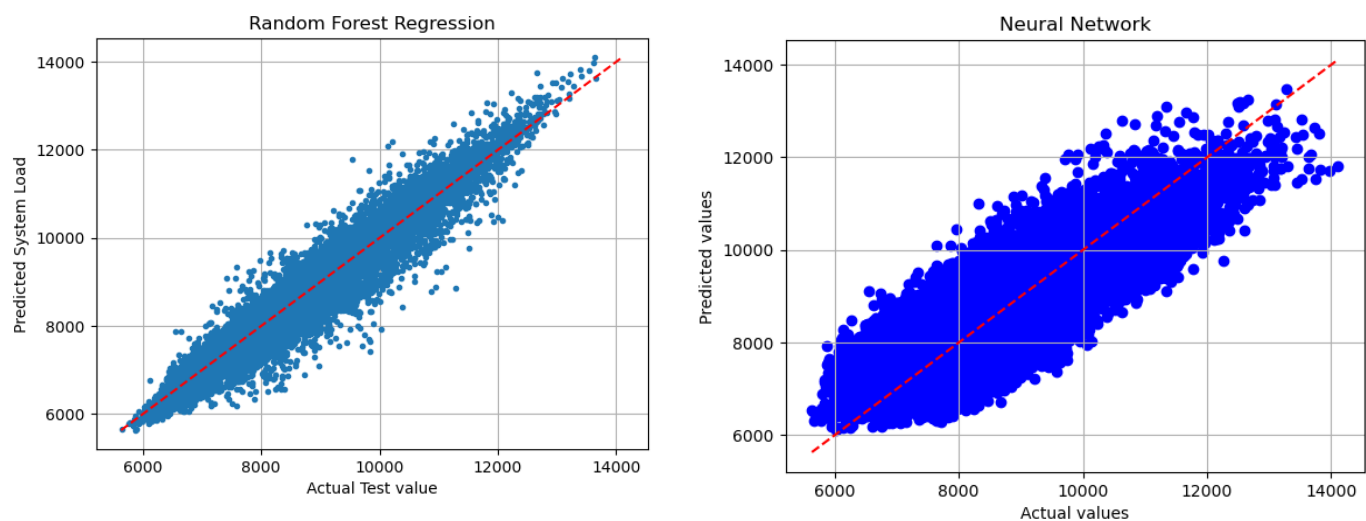 Random Forest Regression
Predicted System Load
14000
12000
10000
8000
6000
6000 8000 10000 12000 14000
Actual Test value
Neural Network
Predicted values
14000
12000
10000
8000
6000
6000 8000 10000 12000 14000
Actual values